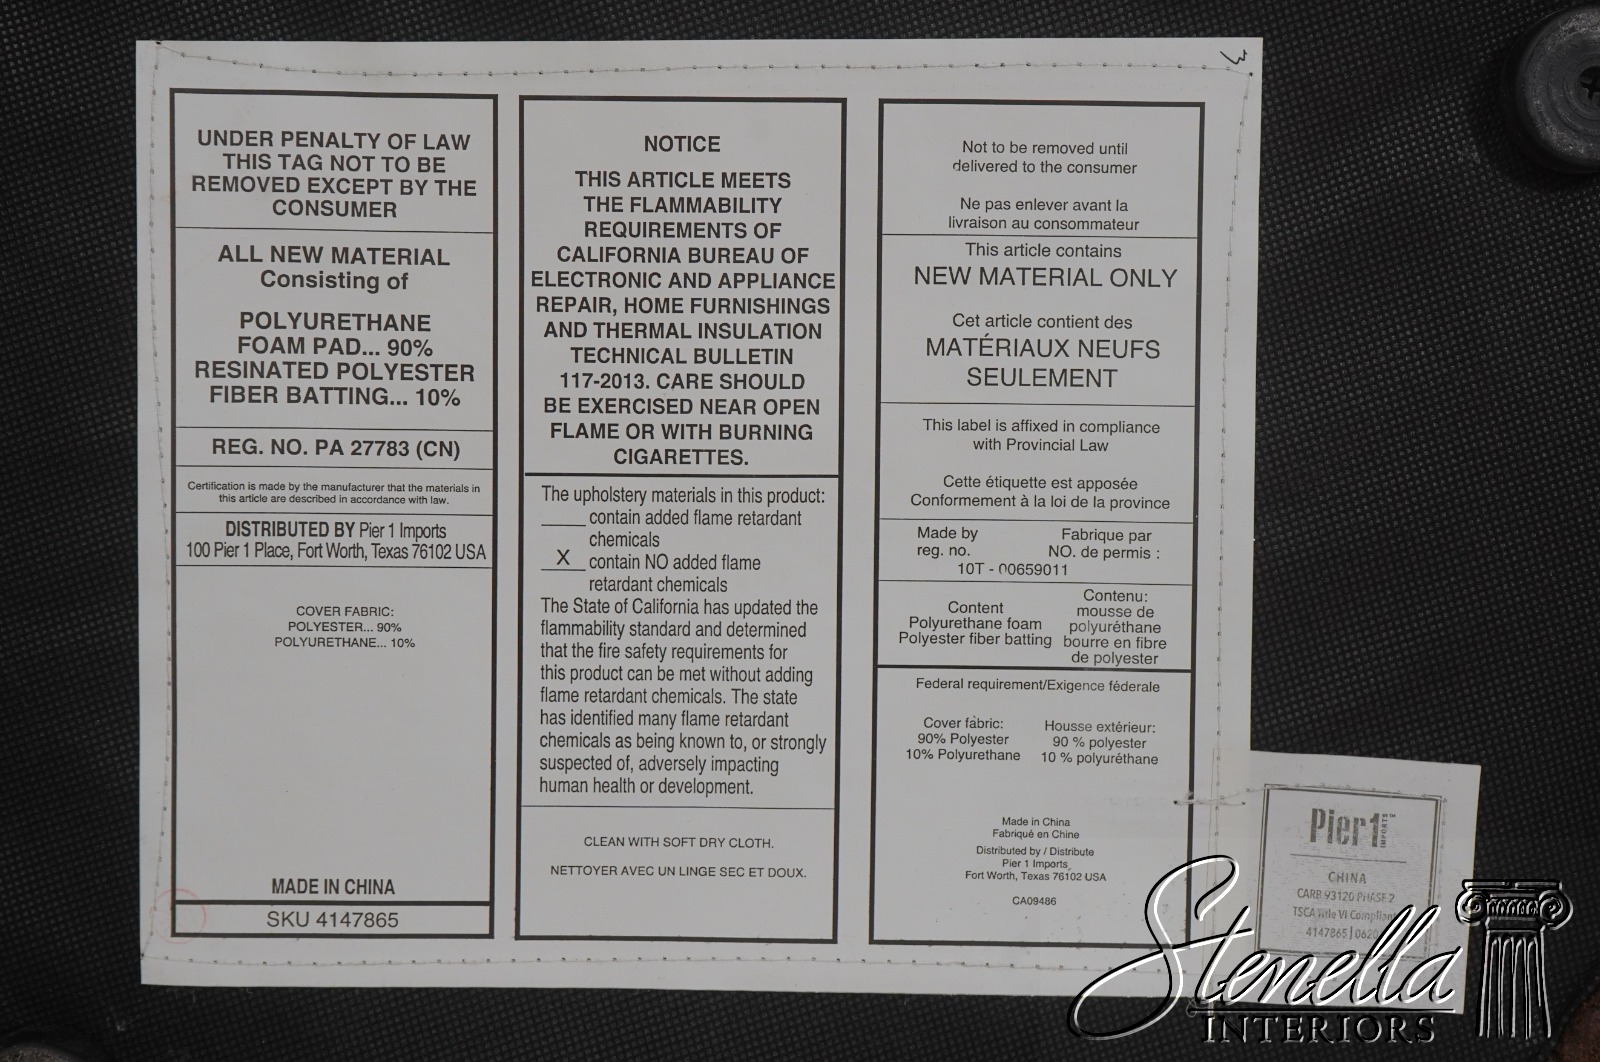 UNDER PENALTY OF LAW
THIS TAG NOT TO BE
REMOVED EXCEPT BY THE
CONSUMER
ALL NEW MATERIAL
Consisting of
POLYURETHANE
FOAM PAD... 90%
RESINATED POLYESTER
FIBER BATTING... 10%
REG. NO. PA 27783 (CN)
Certification is made by the manufacturer that the materials in
this article are described in accordance with law.
DISTRIBUTED BY Pier 1 Imports
100 Pier 1 Place, Fort Worth, Texas 76102 USA
COVER FABRIC:
POLYESTER... 90%
POLYURETHANE... 10%
MADE IN CHINA
SKU 4147865
NOTICE
THIS ARTICLE MEETS
THE FLAMMABILITY
REQUIREMENTS OF
CALIFORNIA BUREAU OF
ELECTRONIC AND APPLIANCE
REPAIR, HOME FURNISHINGS
AND THERMAL INSULATION
TECHNICAL BULLETIN
117-2013. CARE SHOULD
BE EXERCISED NEAR OPEN
FLAME OR WITH BURNING
CIGARETTES.
The upholstery materials in this product:
_____ contain added flame retardant
chemicals
X contain NO added flame
retardant chemicals
The State of California has updated the
flammability standard and determined
that the fire safety requirements for
this product can be met without adding
flame retardant chemicals. The state
has identified many flame retardant
chemicals as being known to, or strongly
suspected of, adversely impacting
human health or development.
CLEAN WITH SOFT DRY CLOTH.
NETTOYER AVEC UN LINGE SEC ET DOUX.
3
Not to be removed until
delivered to the consumer
Ne pas enlever avant la
livraison au consommateur
This article contains
NEW MATERIAL ONLY
Cet article contient des
MATÉRIAUX NEUFS
SEULEMENT
This label is affixed in compliance
with Provincial Law
Cette étiquette est apposée
Conformement à la loi de la province
Made by
reg. no.
Fabrique par
NO. de permis :
10T - 00659011
Content
Polyurethane foam
Polyester fiber batting
Contenu:
mousse de
polyuréthane
bourre en fibre
de polyester
Federal requirement/Exigence féderale
Cover fabric:
90% Polyester
10% Polyurethane
Housse extérieur:
90 % polyester
10 % polyuréthane
Made in China
Fabriqué en Chine
Distributed by / Distribute
Pier 1 Imports
Fort Worth, Texas 76102 USA
CA09486
Pier1 IMPORTS™
CHINA
CARB 93120 PHASE 2
TSCA Title VI Compliant
4147865 | 0620
Stenella
INTERIORS